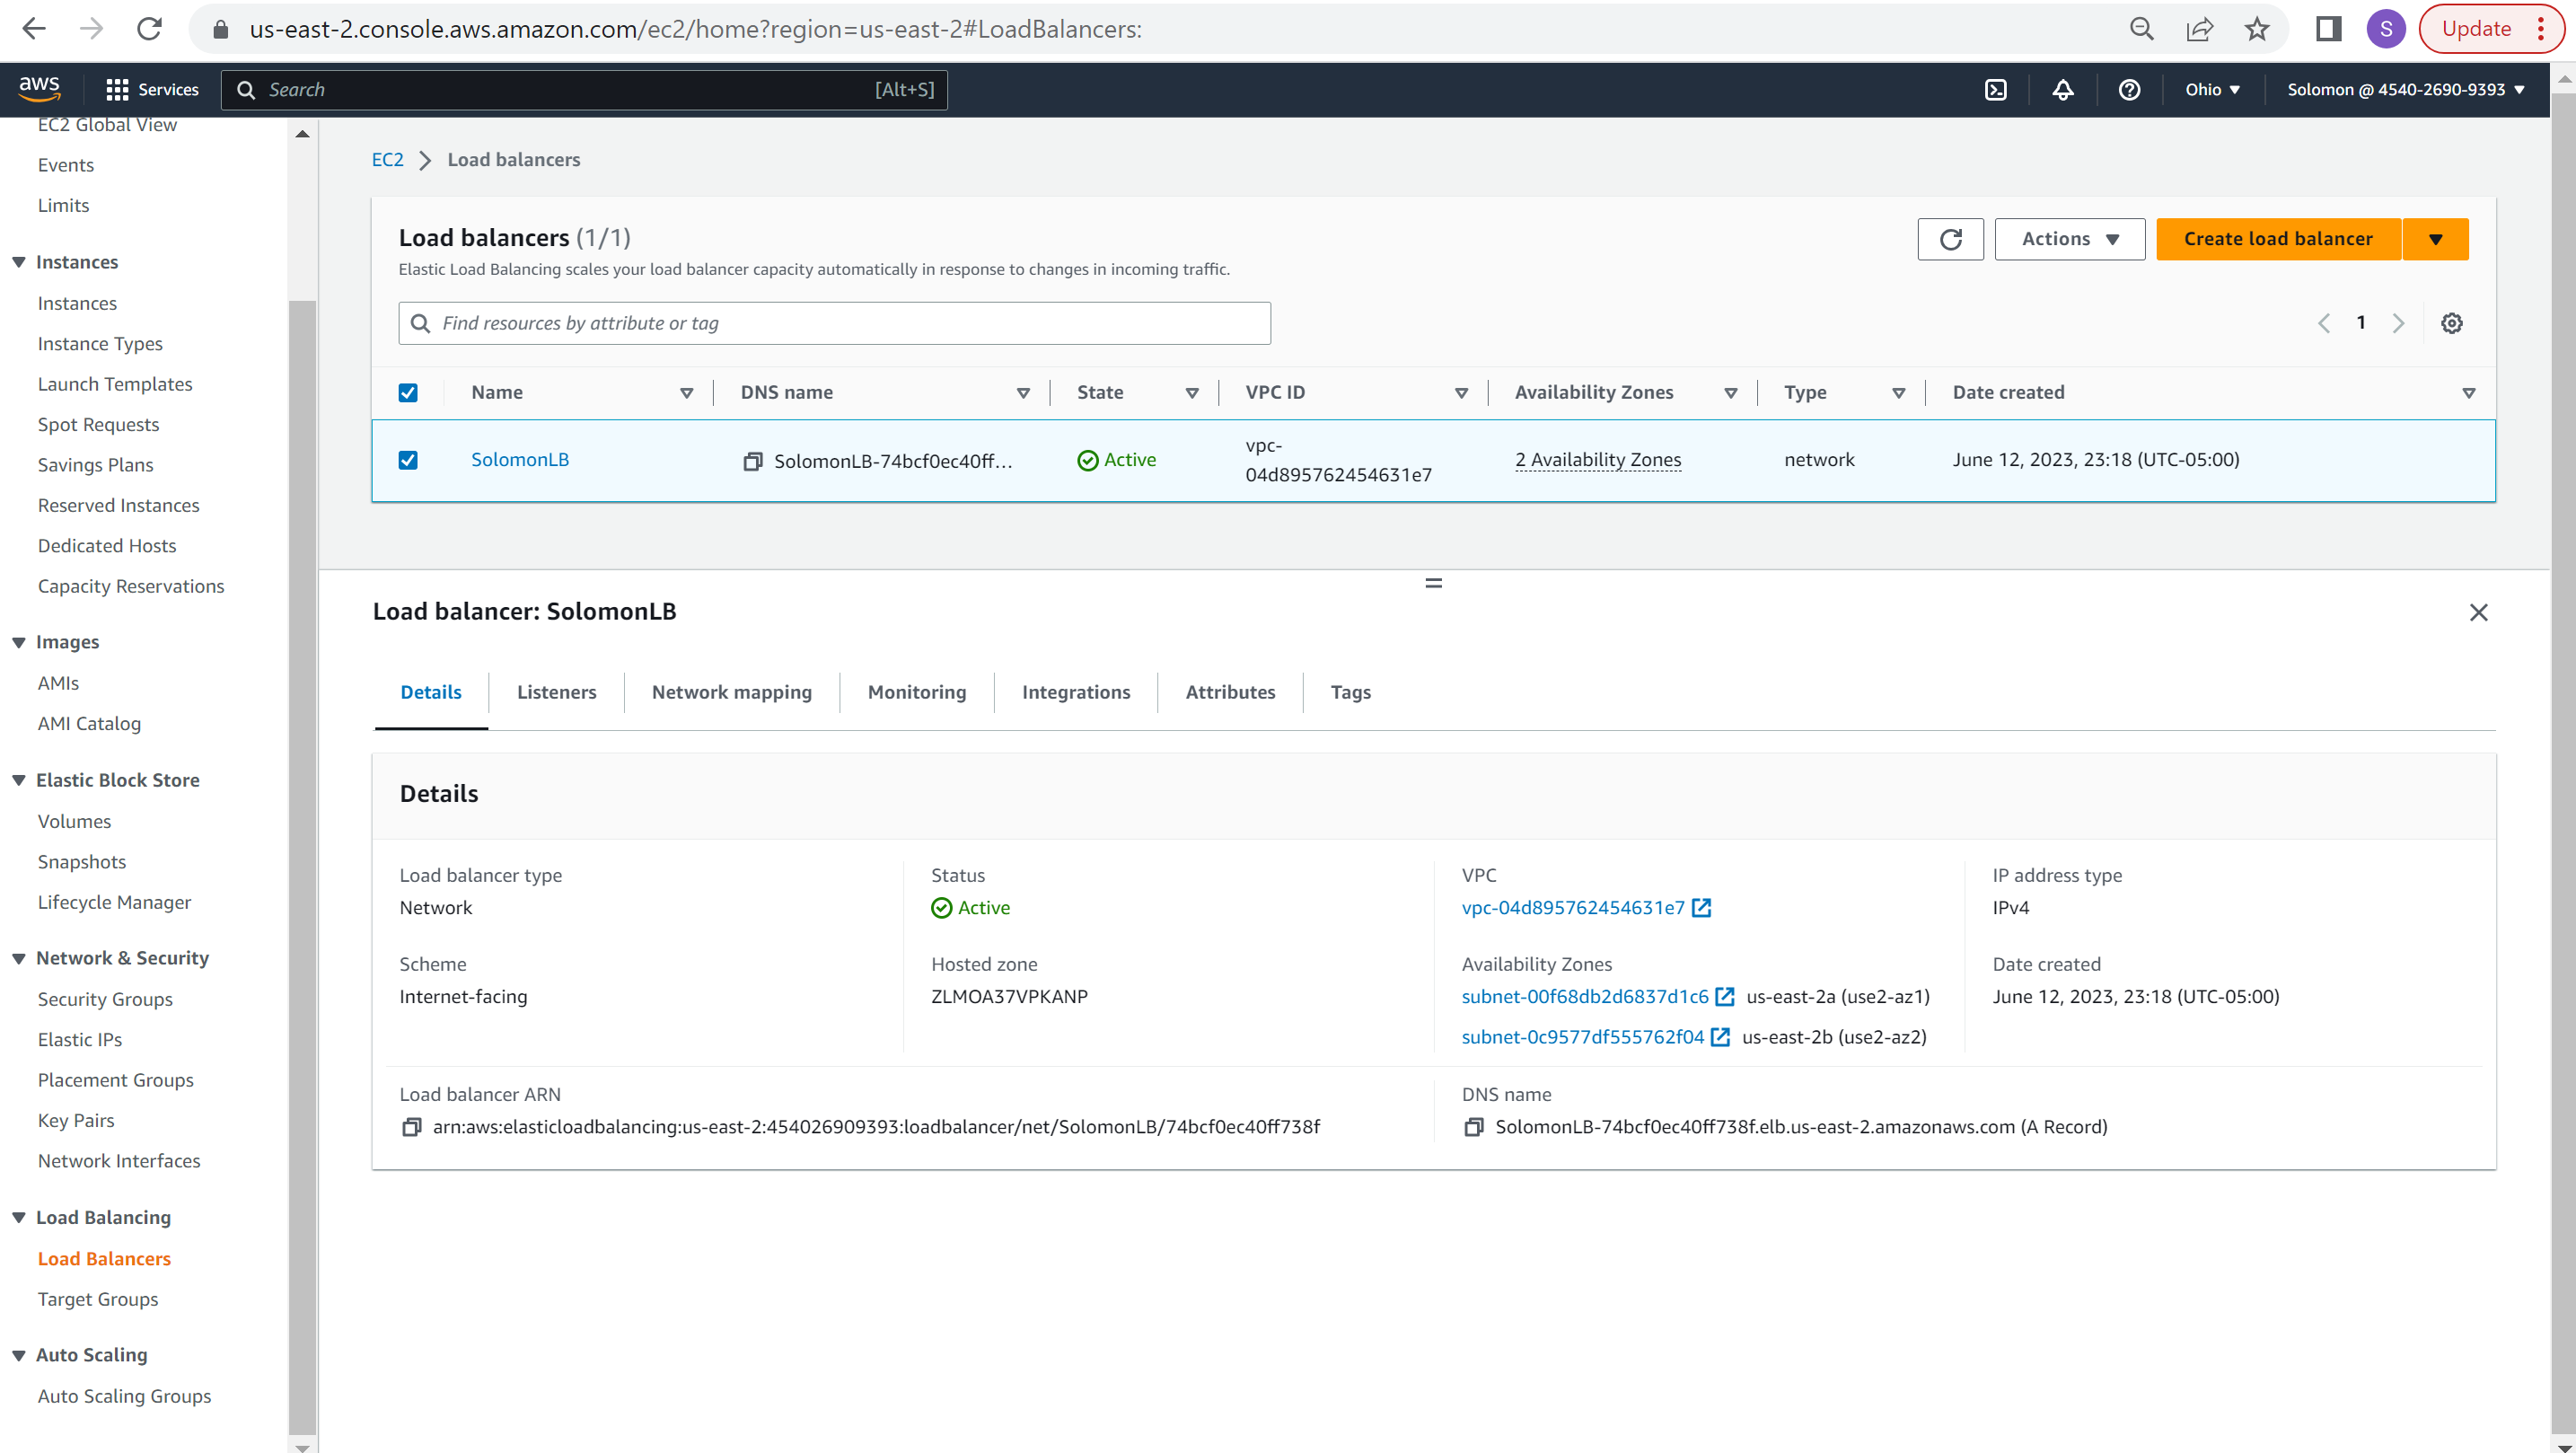 us-east-2.console.aws.amazon.com/ec2/home?region=us-east-2#LoadBalancers:
S
Update
aws
Services
Search
[Alt+S]
Ohio
Solomon @ 4540-2690-9393
EC2 Global View
Events
Limits
Instances
Instances
Instance Types
Launch Templates
Spot Requests
Savings Plans
Reserved Instances
Dedicated Hosts
Capacity Reservations
Images
AMIs
AMI Catalog
Elastic Block Store
Volumes
Snapshots
Lifecycle Manager
Network & Security
Security Groups
Elastic IPs
Placement Groups
Key Pairs
Network Interfaces
Load Balancing
Load Balancers
Target Groups
Auto Scaling
Auto Scaling Groups
EC2 Load balancers
Load balancers (1/1)
Elastic Load Balancing scales your load balancer capacity automatically in response to changes in incoming traffic.
Actions
Create load balancer
Find resources by attribute or tag
1
Name DNS name State VPC ID Availability Zones Type Date created
SolomonLB SolomonLB-74bcf0ec40ff... Active vpc-04d895762454631e7 2 Availability Zones network June 12, 2023, 23:18 (UTC-05:00)
Load balancer: SolomonLB
Details Listeners Network mapping Monitoring Integrations Attributes Tags
Details
Load balancer type
Network
Status
Active
VPC
vpc-04d895762454631e7
IP address type
IPv4
Scheme
Internet-facing
Hosted zone
ZLMOA37VPKANP
Availability Zones
subnet-00f68db2d6837d1c6 us-east-2a (use2-az1)
subnet-0c9577df555762f04 us-east-2b (use2-az2)
Date created
June 12, 2023, 23:18 (UTC-05:00)
Load balancer ARN
arn:aws:elasticloadbalancing:us-east-2:454026909393:loadbalancer/net/SolomonLB/74bcf0ec40ff738f
DNS name
SolomonLB-74bcf0ec40ff738f.elb.us-east-2.amazonaws.com (A Record)